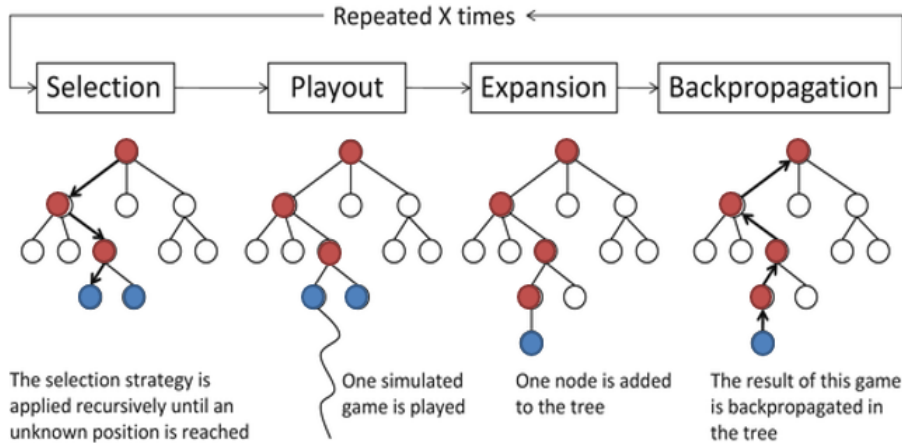 Repeated X times
Selection
Playout
Expansion
Backpropagation
The selection strategy is
applied recursively until an
unknown position is reached
One simulated
game is played
One node is added
to the tree
The result of this game
is backpropagated in
the tree